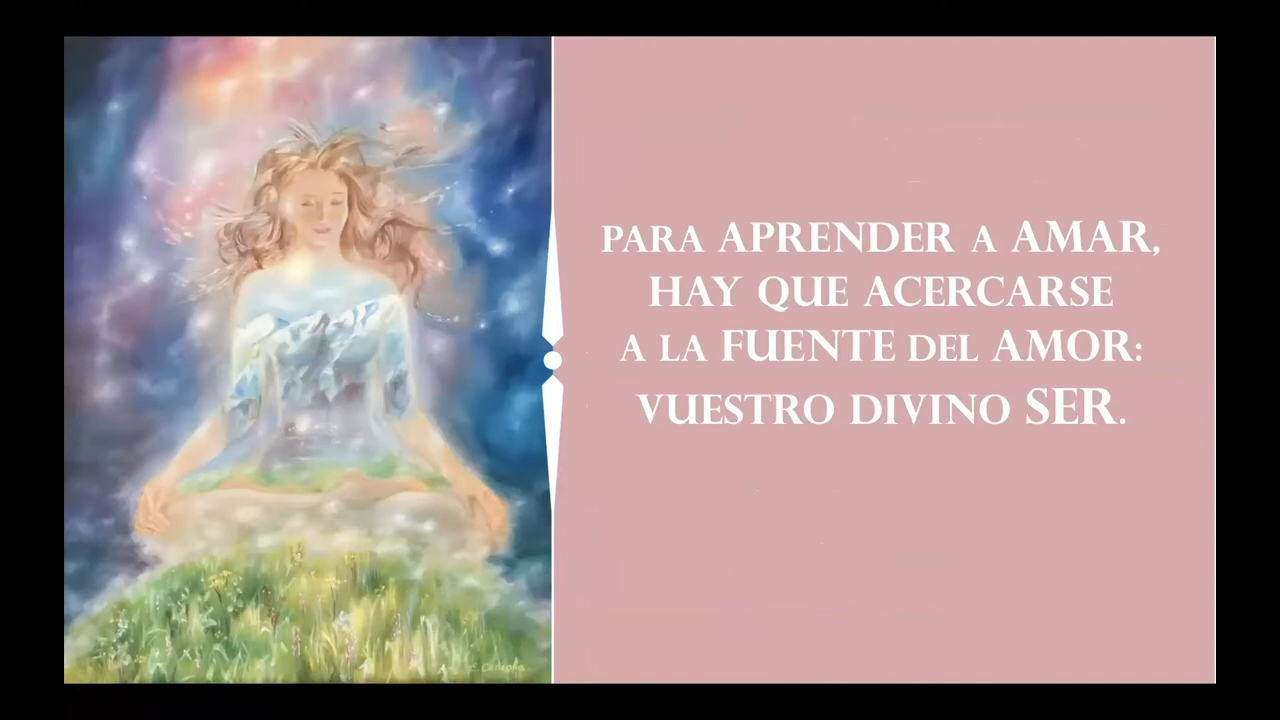 PARA APRENDER A AMAR,
HAY QUE ACERCARSE
A LA FUENTE DEL AMOR:
VUESTRO DIVINO SER.